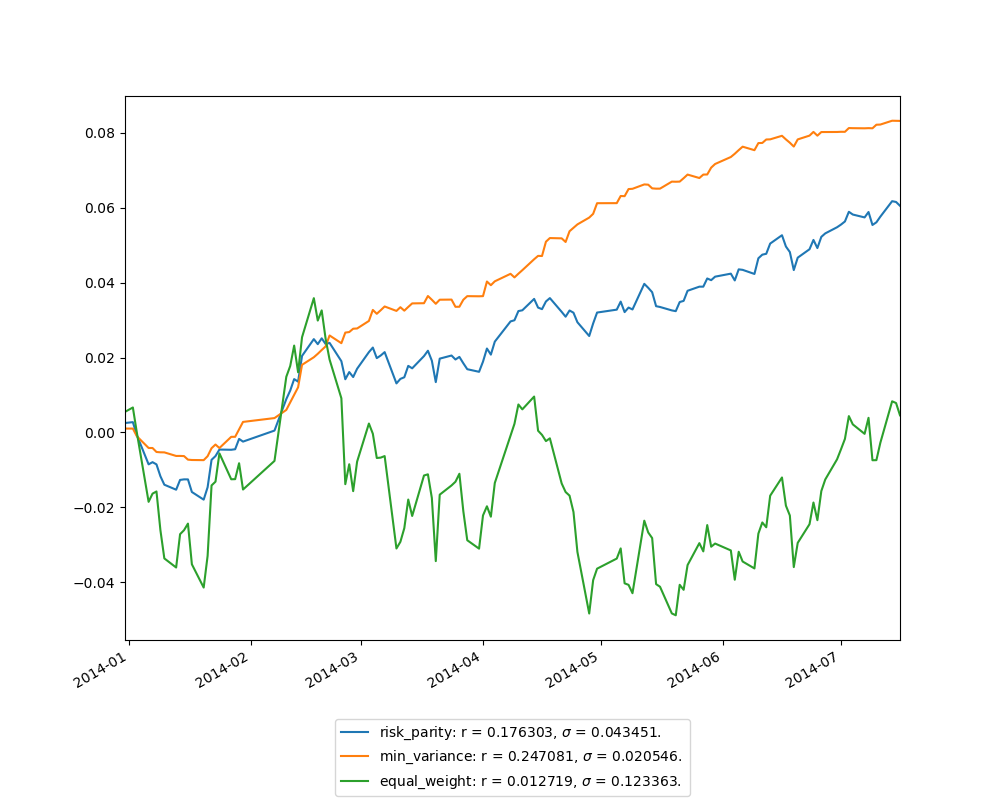 0.08
0.06
0.04
0.02
0.00
−0.02
−0.04
2014-01 2014-02 2014-03 2014-04 2014-05 2014-06 2014-07
risk_parity: r = 0.176303, σ = 0.043451.
min_variance: r = 0.247081, σ = 0.020546.
equal_weight: r = 0.012719, σ = 0.123363.